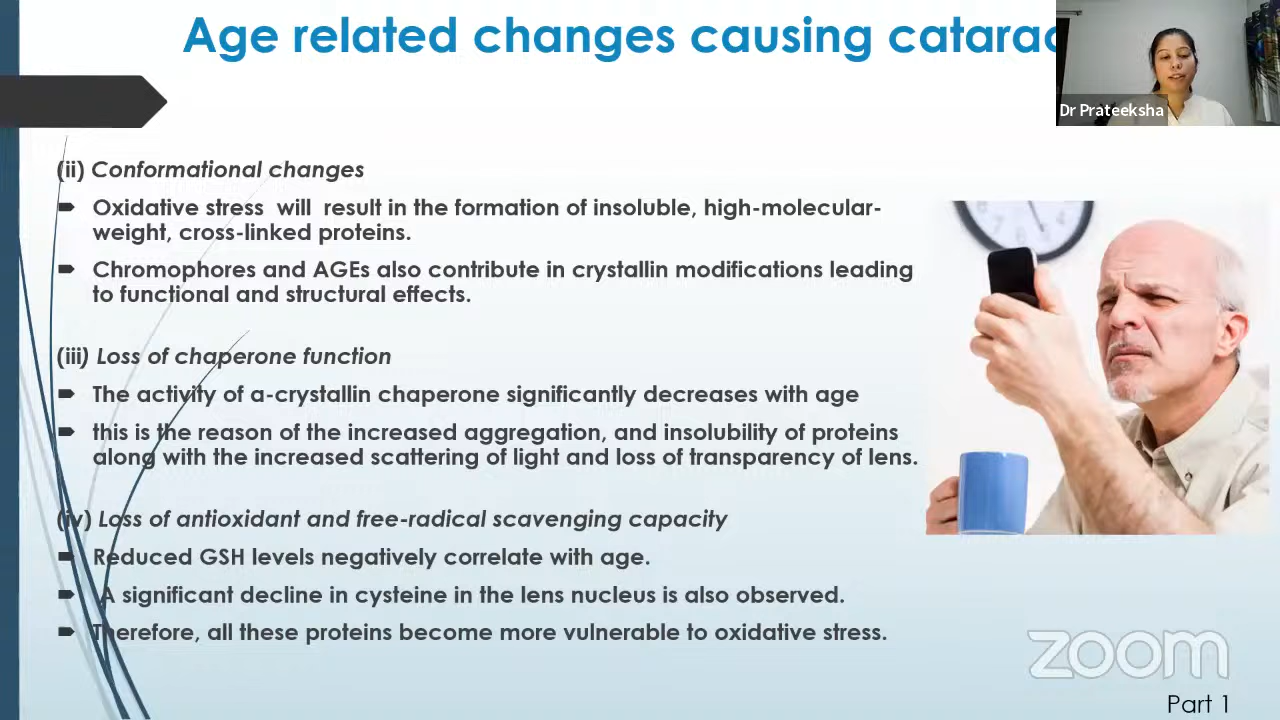 Age related changes causing catarac
Dr Prateeksha
(ii) Conformational changes
Oxidative stress will result in the formation of insoluble, high-molecular-
weight, cross-linked proteins.
Chromophores and AGEs also contribute in crystallin modifications leading
to functional and structural effects.
(iii) Loss of chaperone function
The activity of a-crystallin chaperone significantly decreases with age
this is the reason of the increased aggregation, and insolubility of proteins
along with the increased scattering of light and loss of transparency of lens.
(iv) Loss of antioxidant and free-radical scavenging capacity
Reduced GSH levels negatively correlate with age.
A significant decline in cysteine in the lens nucleus is also observed.
Therefore, all these proteins become more vulnerable to oxidative stress.
zoom
Part 1